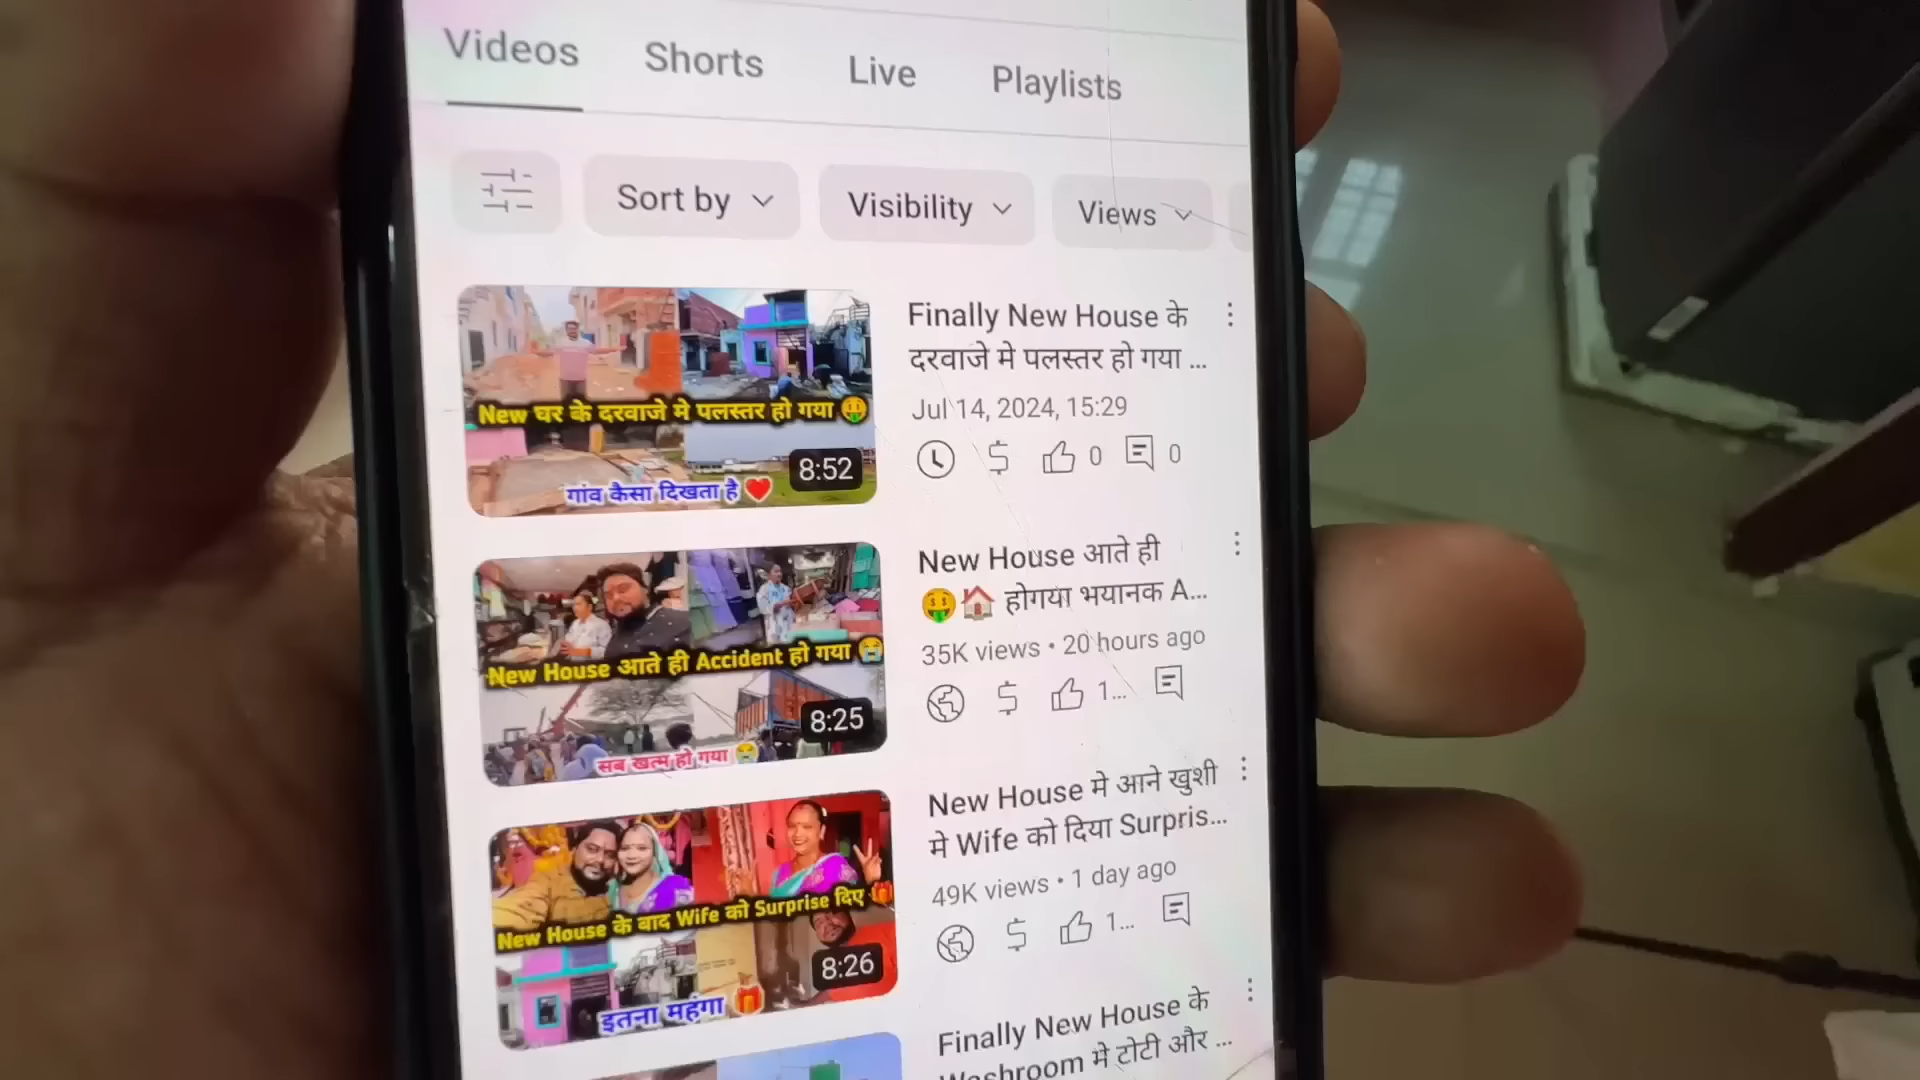 Videos
Shorts
Live
Playlists
Sort by
Visibility
Views
New घर के दरवाजे मे पलस्तर हो गया 🤑
गांव कैसा दिखता है ❤️
8:52
Finally New House के
दरवाजे मे पलस्तर हो गया ...
Jul 14, 2024, 15:29
0
0
New House आते ही Accident हो गया 😭
सब खत्म हो गया 😭
8:25
New House आते ही
🤑🏠 होगया भयानक A...
35K views • 20 hours ago
1...
New House के बाद Wife को Surprise दिए 🎁
इतना महंगा 🎁
8:26
New House मे आने खुशी
मे Wife को दिया Surpris...
49K views • 1 day ago
1...
Finally New House के
Washroom मे टोटी और ...